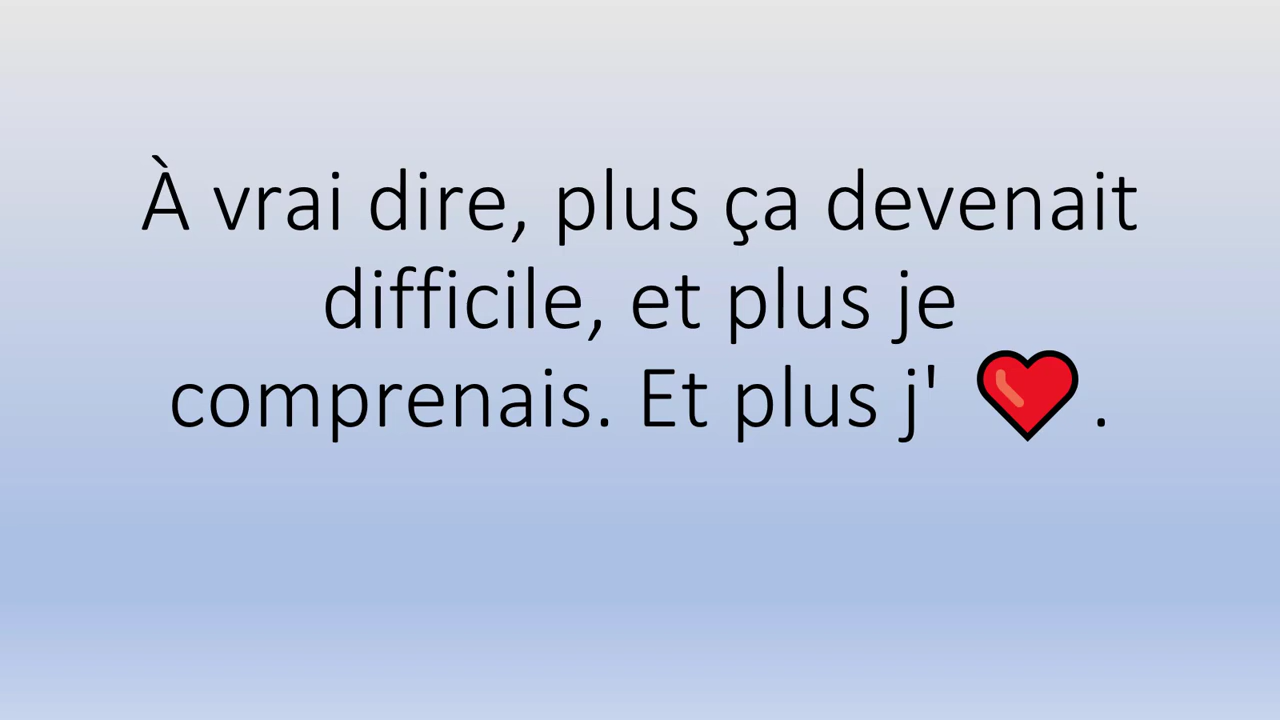 À vrai dire, plus ça devenait
difficile, et plus je
comprenais. Et plus j' ❤️.